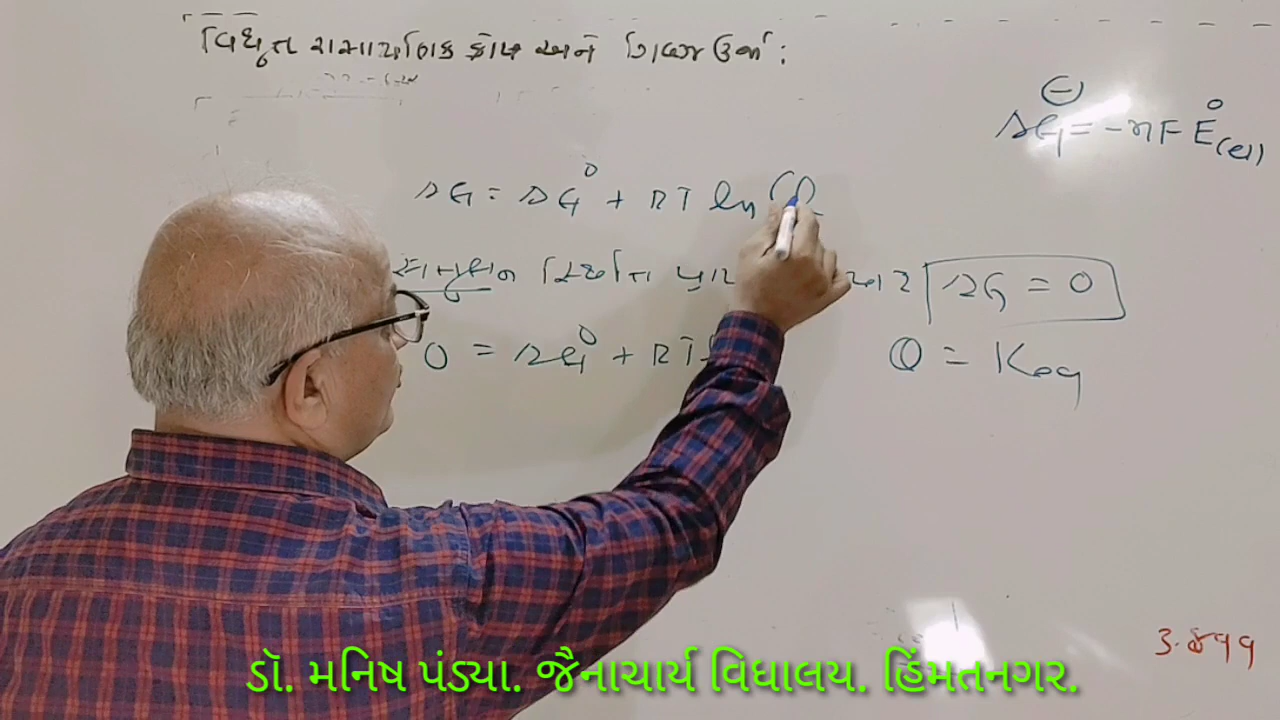 વિદ્યુત રાસાયણિક કોષ અને ગિબ્સ ઉર્જા :
ΔG⊖ = -nFE°(cell)
ΔG = ΔG° + RT ln Q
સંતુલન સ્થિતિ ΔG = 0
0 = ΔG° + RT
Q = Keq
3.
ડૉ. મનિષ પંડ્યા. જૈનાચાર્ય વિધાલય. હિંમતનગર.